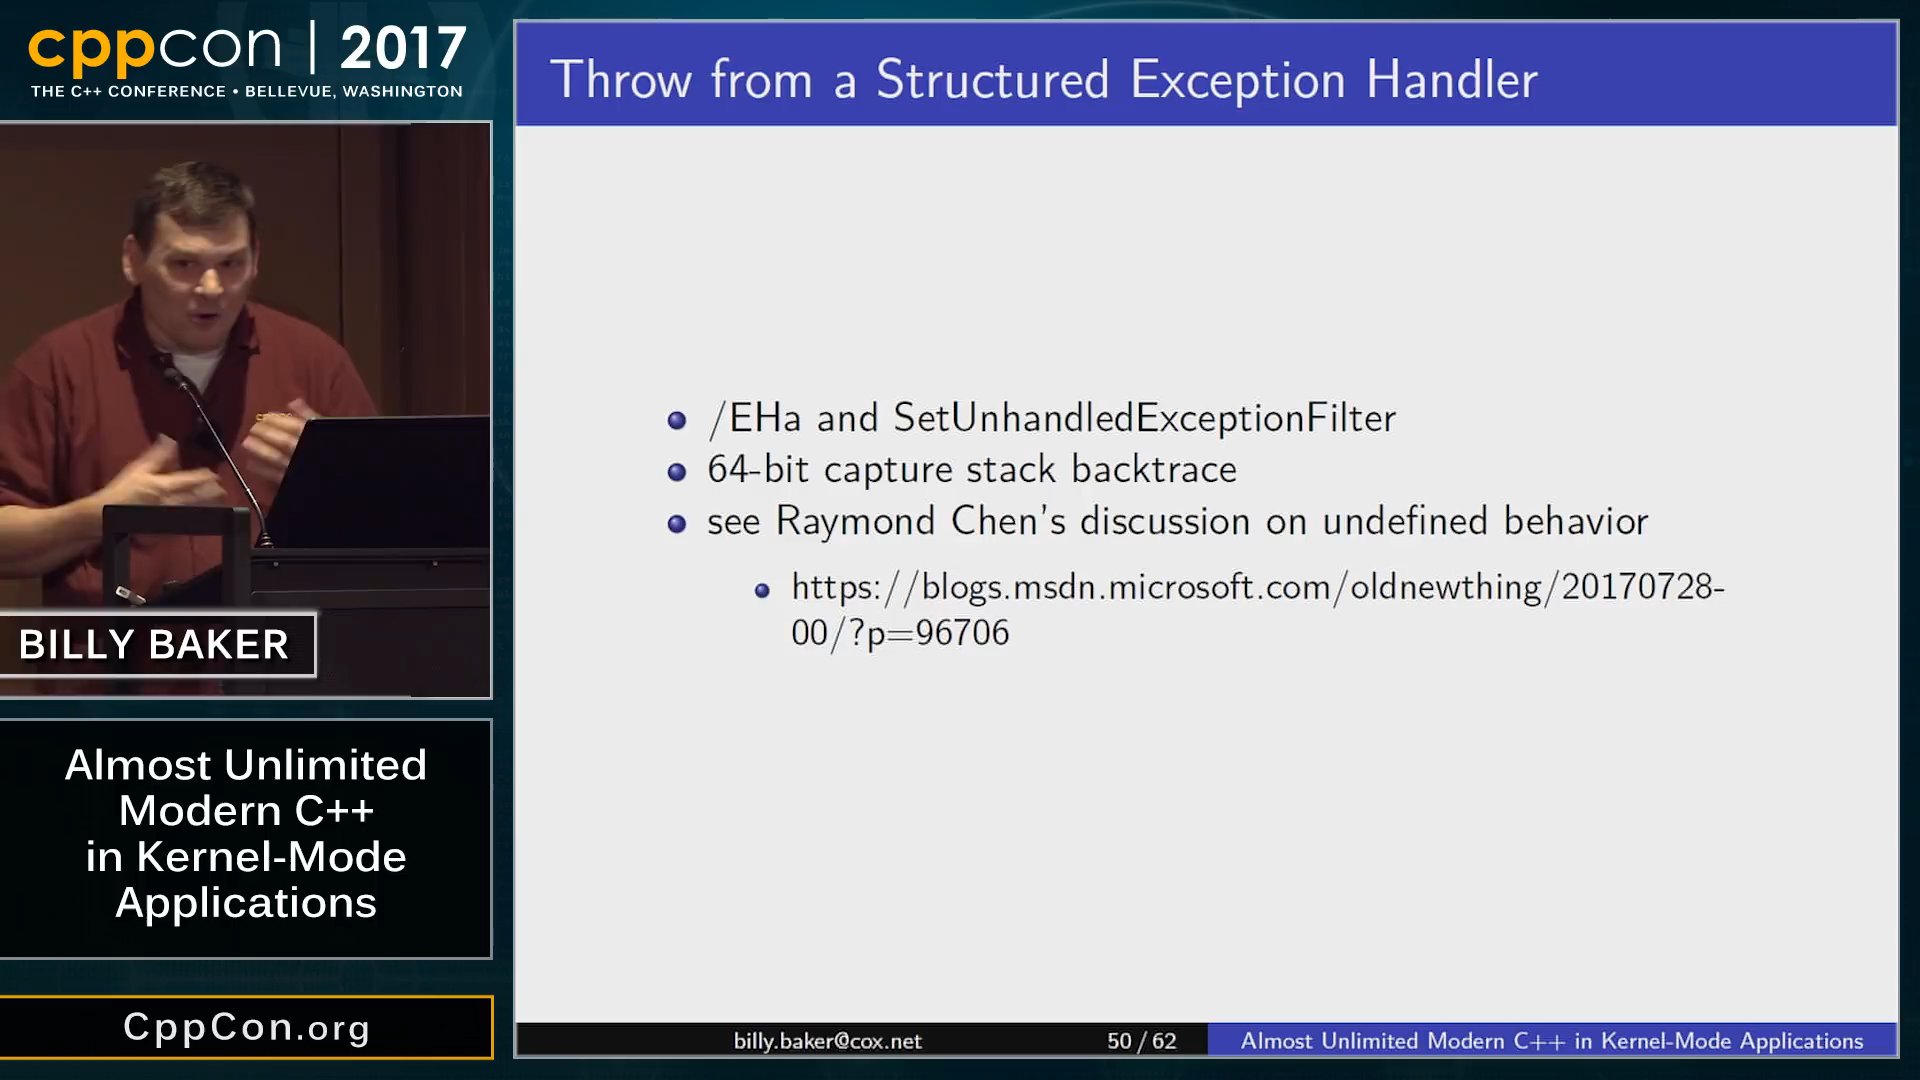 cppcon | 2017
THE C++ CONFERENCE • BELLEVUE, WASHINGTON
BILLY BAKER
Almost Unlimited
Modern C++
in Kernel-Mode
Applications
CppCon.org
Throw from a Structured Exception Handler
/EHa and SetUnhandledExceptionFilter
64-bit capture stack backtrace
see Raymond Chen's discussion on undefined behavior
https://blogs.msdn.microsoft.com/oldnewthing/20170728-
00/?p=96706
billy.baker@cox.net 50 / 62 Almost Unlimited Modern C++ in Kernel-Mode Applications